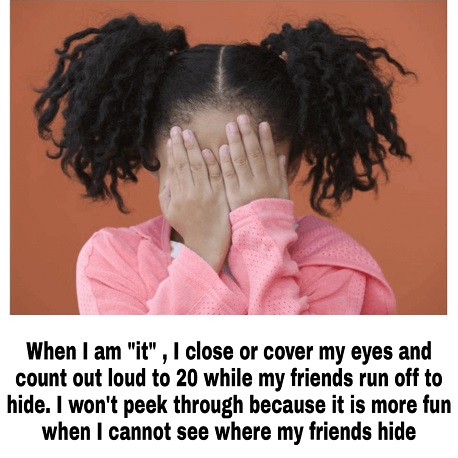 When I am "it" , I close or cover my eyes and
count out loud to 20 while my friends run off to
hide. I won't peek through because it is more fun
when I cannot see where my friends hide